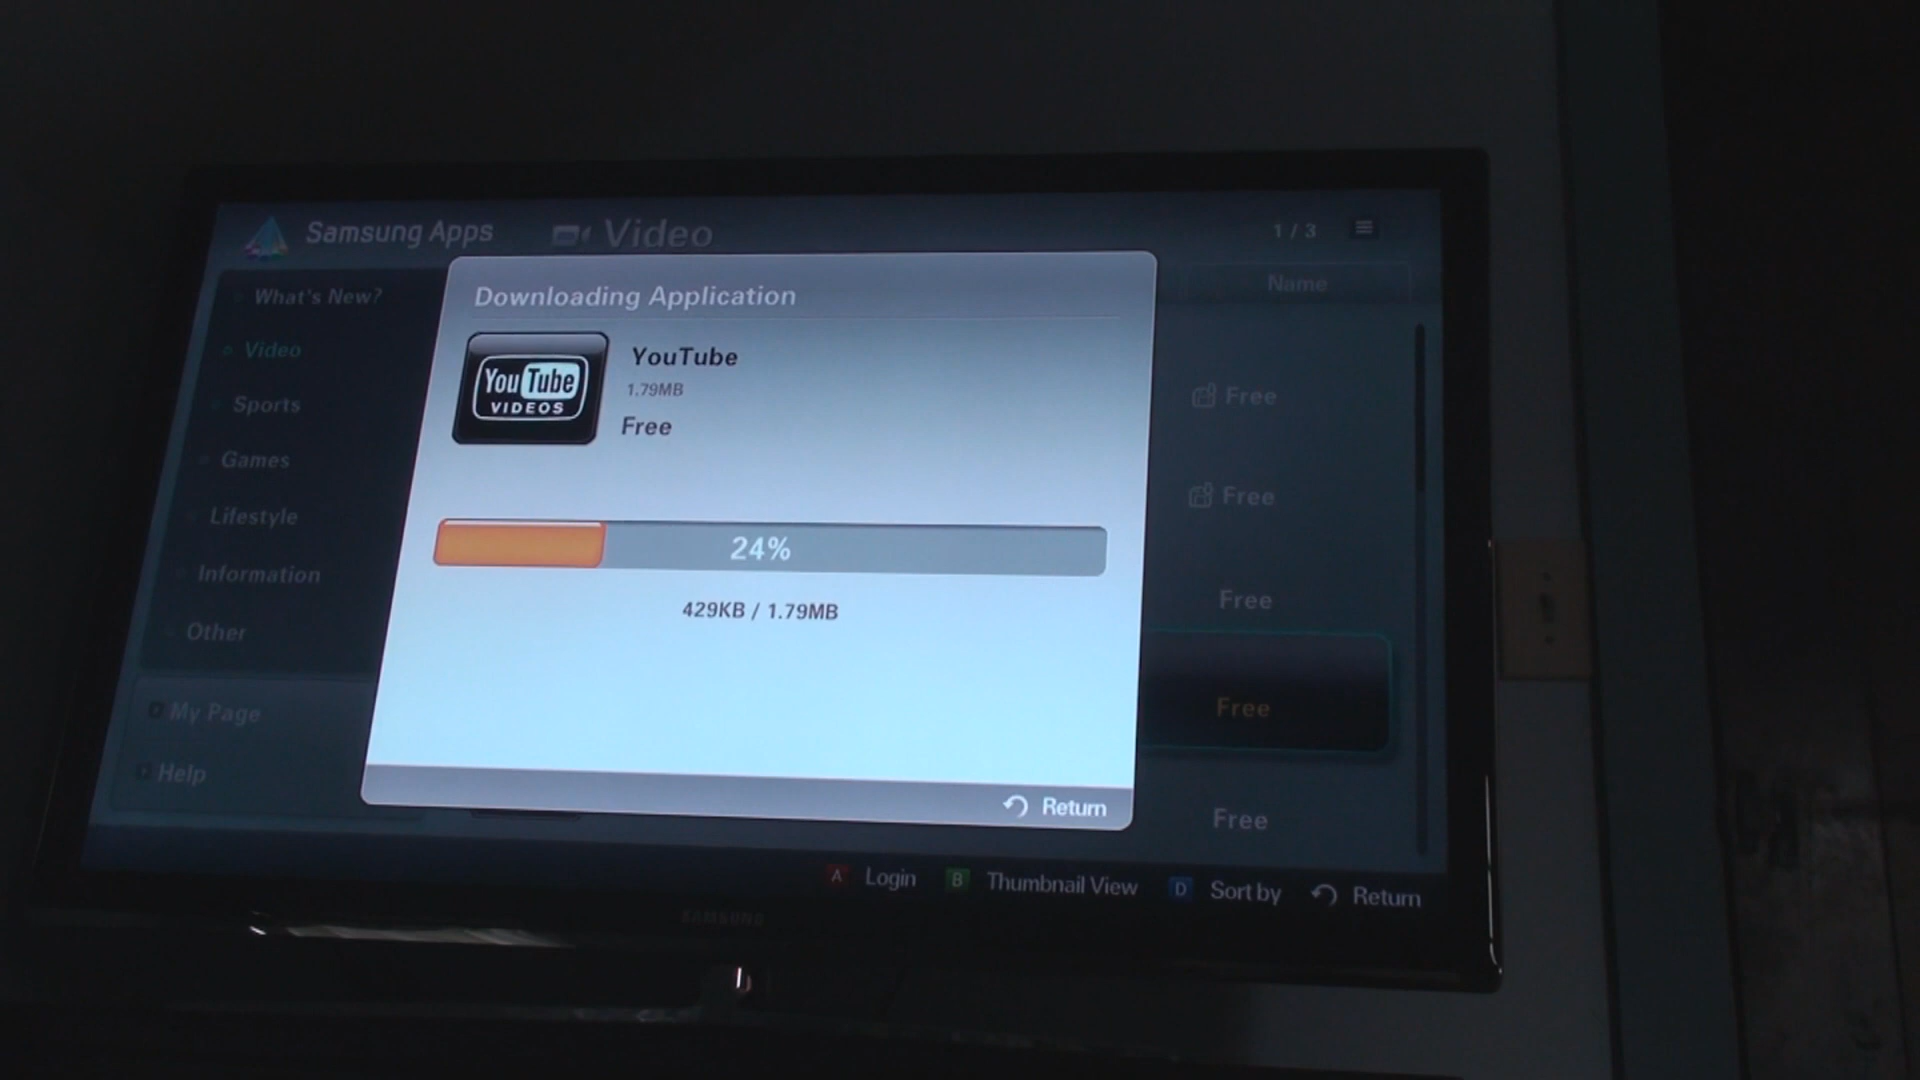 Samsung Apps
Video
1 / 3
What's New?
Video
Sports
Games
Lifestyle
Information
Other
My Page
Help
Downloading Application
YouTube
VIDEOS
YouTube
1.79MB
Free
24%
429KB / 1.79MB
Return
Name
Free
Free
Free
Free
Free
A Login B Thumbnail View D Sort by Return
SAMSUNG